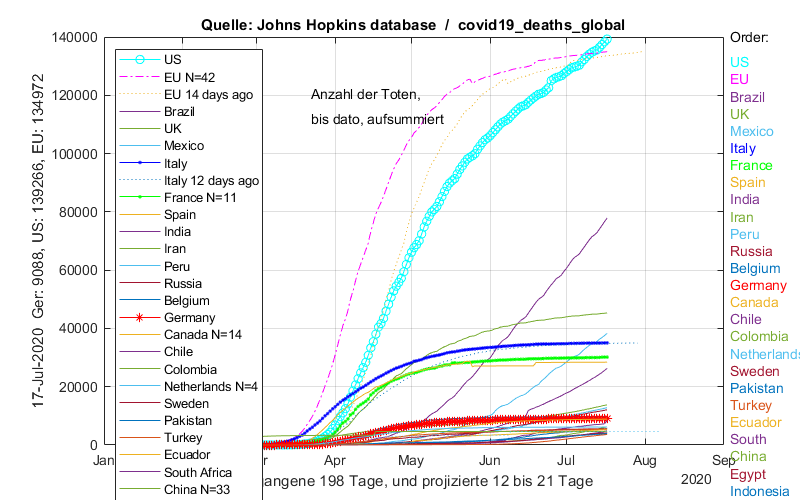 Quelle: Johns Hopkins database / covid19_deaths_global
140000
120000
100000
80000
60000
40000
20000
0
17-Jul-2020 Ger: 9088, US: 139266, EU: 134972
US
EU N=42
EU 14 days ago
Brazil
UK
Mexico
Italy
Italy 12 days ago
France N=11
Spain
India
Iran
Peru
Russia
Belgium
Germany
Canada N=14
Chile
Colombia
Netherlands N=4
Sweden
Pakistan
Turkey
Ecuador
South Africa
China N=33
Anzahl der Toten,
bis dato, aufsummiert
Jan
Apr
May
Jun
Jul
Aug
Sep
angene 198 Tage, und projizierte 12 bis 21 Tage
2020
Order:
US
EU
Brazil
UK
Mexico
Italy
France
Spain
India
Iran
Peru
Russia
Belgium
Germany
Canada
Chile
Colombia
Netherlands
Sweden
Pakistan
Turkey
Ecuador
South
China
Egypt
Indonesia